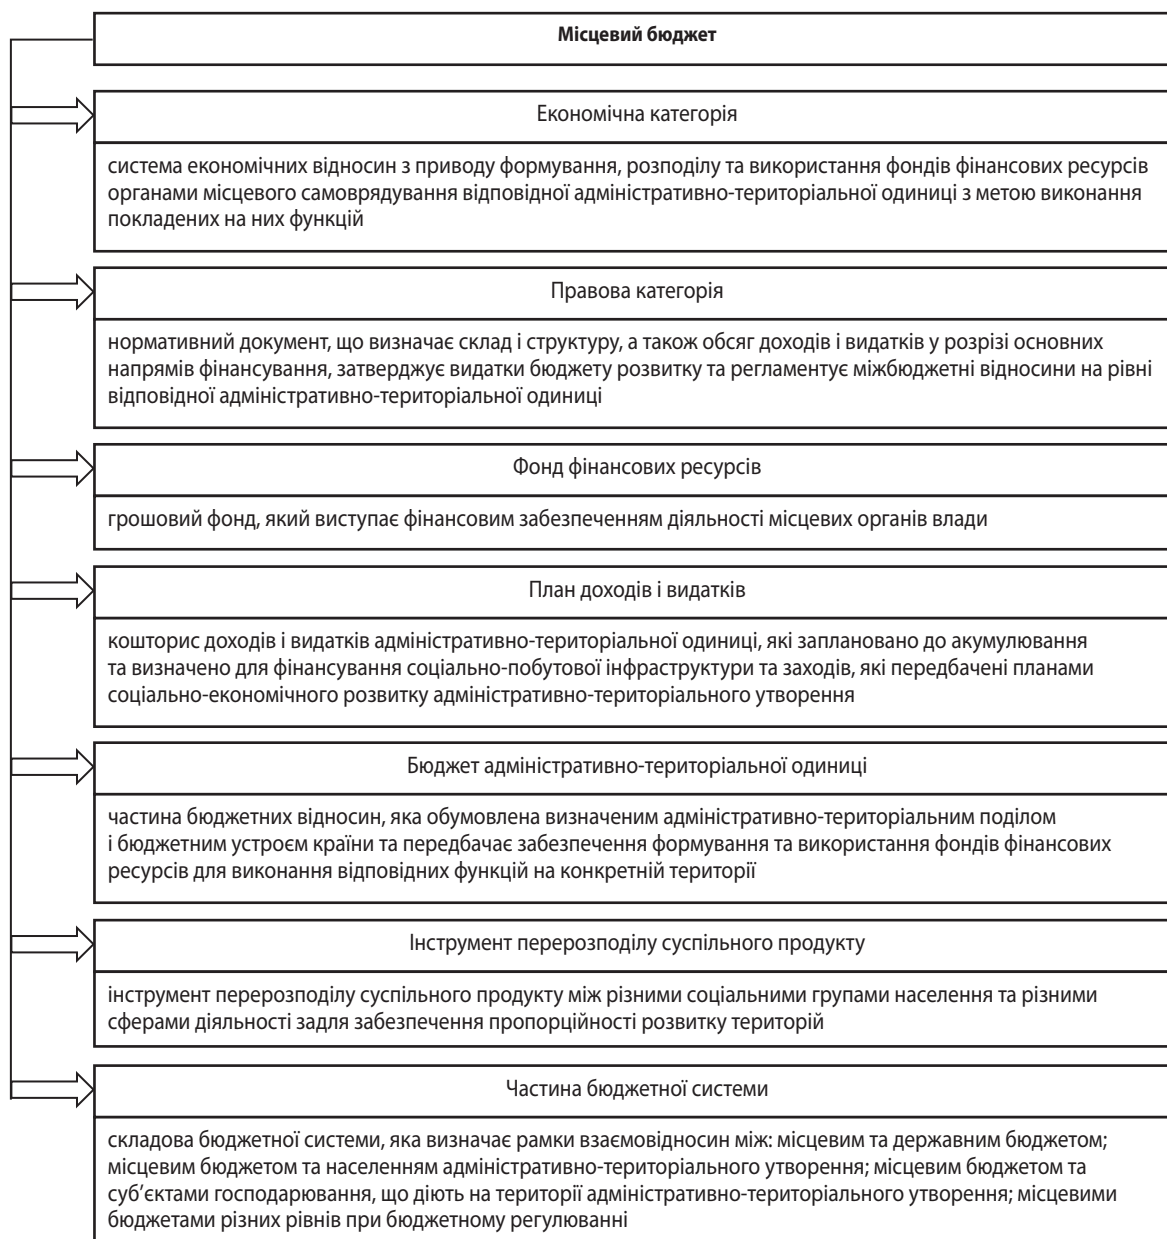 Місцевий бюджет
Економічна категорія
система економічних відносин з приводу формування, розподілу та використання фондів фінансових ресурсів
органами місцевого самоврядування відповідної адміністративно-територіальної одиниці з метою виконання
покладених на них функцій
Правова категорія
нормативний документ, що визначає склад і структуру, а також обсяг доходів і видатків у розрізі основних
напрямів фінансування, затверджує видатки бюджету розвитку та регламентує міжбюджетні відносини на рівні
відповідної адміністративно-територіальної одиниці
Фонд фінансових ресурсів
грошовий фонд, який виступає фінансовим забезпеченням діяльності місцевих органів влади
План доходів і видатків
кошторис доходів і видатків адміністративно-територіальної одиниці, які заплановано до акумулювання
та визначено для фінансування соціально-побутової інфраструктури та заходів, які передбачені планами
соціально-економічного розвитку адміністративно-територіального утворення
Бюджет адміністративно-територіальної одиниці
частина бюджетних відносин, яка обумовлена визначеним адміністративно-територіальним поділом
і бюджетним устроєм країни та передбачає забезпечення формування та використання фондів фінансових
ресурсів для виконання відповідних функцій на конкретній території
Інструмент перерозподілу суспільного продукту
інструмент перерозподілу суспільного продукту між різними соціальними групами населення та різними
сферами діяльності задля забезпечення пропорційності розвитку територій
Частина бюджетної системи
складова бюджетної системи, яка визначає рамки взаємовідносин між: місцевим та державним бюджетом;
місцевим бюджетом та населенням адміністративно-територіального утворення; місцевим бюджетом та
суб’єктами господарювання, що діють на території адміністративно-територіального утворення; місцевими
бюджетами різних рівнів при бюджетному регулюванні